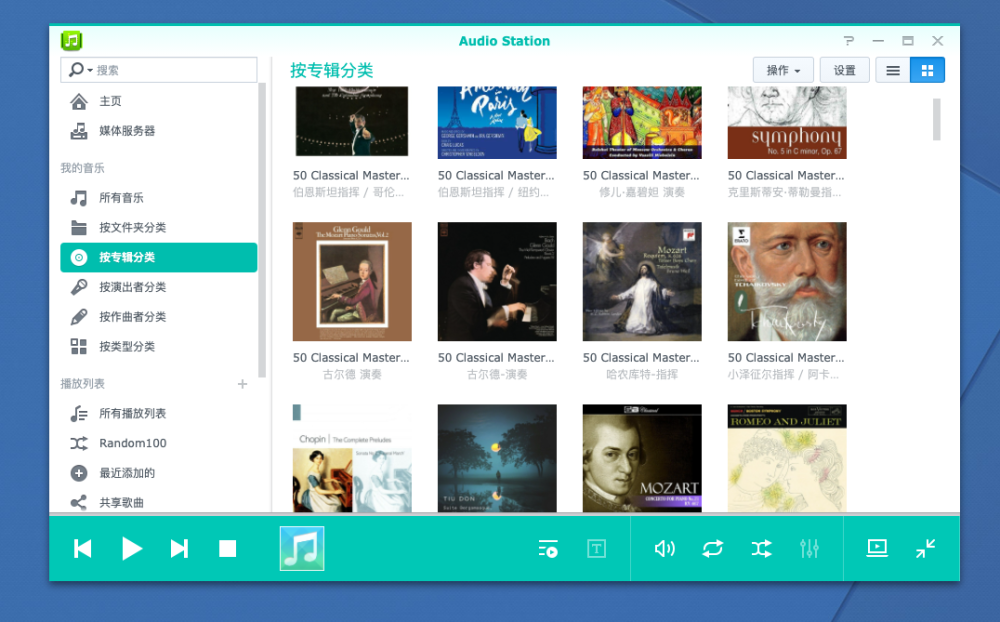 Audio Station
搜索
主页
媒体服务器
我的音乐
所有音乐
按文件夹分类
按专辑分类
按演出者分类
按作曲者分类
按类型分类
播放列表
所有播放列表
Random100
最近添加的
共享歌曲
按专辑分类
操作
设置
Paris
symphony
No. 5 in C minor, Op. 67
50 Classical Master...
50 Classical Master...
50 Classical Master...
50 Classical Master...
伯恩斯坦指挥 / 哥伦...
伯恩斯坦指挥 / 纽约...
修儿-嘉碧妲 演奏
克里斯蒂安·蒂勒曼指...
Glenn Gould
The Mozart Piano Sonatas, Vol. 2
Mozart
TCHAIKOVSKY
50 Classical Master...
50 Classical Master...
50 Classical Master...
50 Classical Master...
古尔德 演奏
古尔德-演奏
哈农库特-指挥
小泽征尔指挥 / 阿卡...
Chopin | The Complete Preludes
Classical
MOZART
ROMEO AND JULIET
T